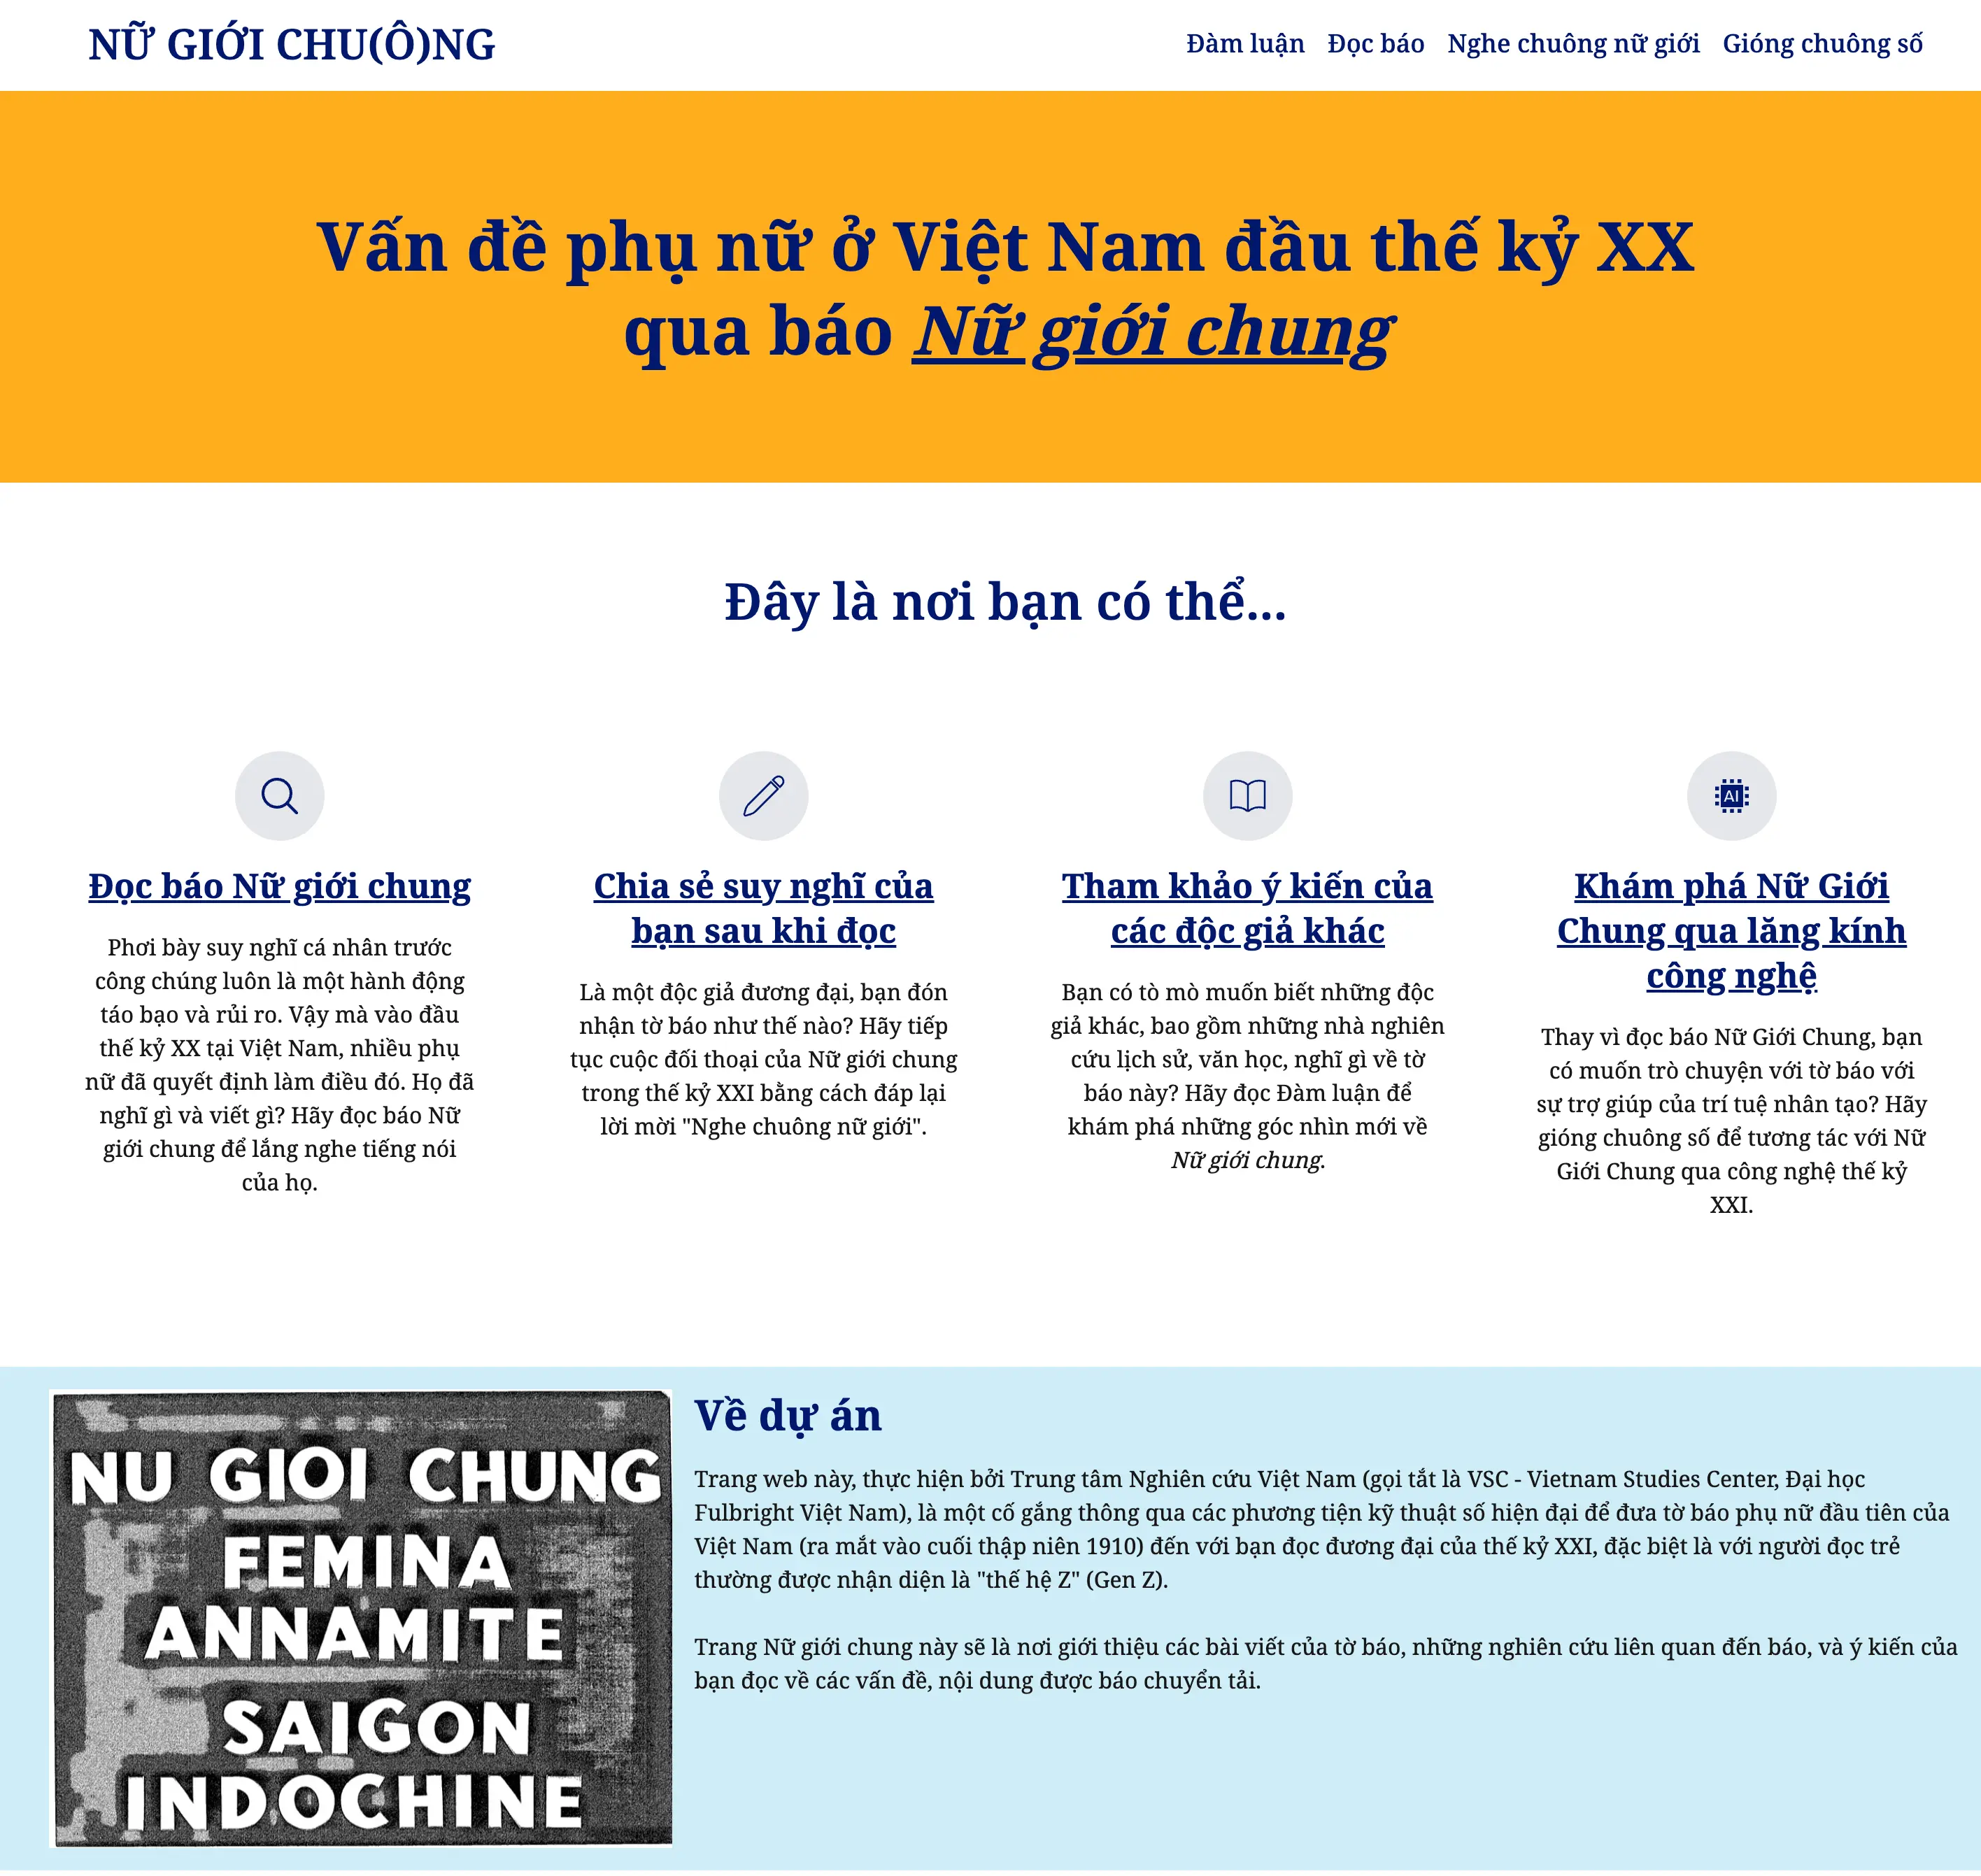 NỮ GIỚI CHU(Ô)NG
Đàm luận Đọc báo Nghe chuông nữ giới Gióng chuông số
Vấn đề phụ nữ ở Việt Nam đầu thế kỷ XX
qua báo Nữ giới chung
Đây là nơi bạn có thể...
Đọc báo Nữ giới chung
Phơi bày suy nghĩ cá nhân trước
công chúng luôn là một hành động
táo bạo và rủi ro. Vậy mà vào đầu
thế kỷ XX tại Việt Nam, nhiều phụ
nữ đã quyết định làm điều đó. Họ đã
nghĩ gì và viết gì? Hãy đọc báo Nữ
giới chung để lắng nghe tiếng nói
của họ.
Chia sẻ suy nghĩ của
bạn sau khi đọc
Là một độc giả đương đại, bạn đón
nhận tờ báo như thế nào? Hãy tiếp
tục cuộc đối thoại của Nữ giới chung
trong thế kỷ XXI bằng cách đáp lại
lời mời "Nghe chuông nữ giới".
Tham khảo ý kiến của
các độc giả khác
Bạn có tò mò muốn biết những độc
giả khác, bao gồm những nhà nghiên
cứu lịch sử, văn học, nghĩ gì về tờ
báo này? Hãy đọc Đàm luận để
khám phá những góc nhìn mới về
Nữ giới chung.
AI
Khám phá Nữ Giới
Chung qua lăng kính
công nghệ
Thay vì đọc báo Nữ Giới Chung, bạn
có muốn trò chuyện với tờ báo với
sự trợ giúp của trí tuệ nhân tạo? Hãy
gióng chuông số để tương tác với Nữ
Giới Chung qua công nghệ thế kỷ
XXI.
NU GIOI CHUNG
FEMINA
ANNAMITE
SAIGON
INDOCHINE
Về dự án
Trang web này, thực hiện bởi Trung tâm Nghiên cứu Việt Nam (gọi tắt là VSC - Vietnam Studies Center, Đại học
Fulbright Việt Nam), là một cố gắng thông qua các phương tiện kỹ thuật số hiện đại để đưa tờ báo phụ nữ đầu tiên của
Việt Nam (ra mắt vào cuối thập niên 1910) đến với bạn đọc đương đại của thế kỷ XXI, đặc biệt là với người đọc trẻ
thường được nhận diện là "thế hệ Z" (Gen Z).
Trang Nữ giới chung này sẽ là nơi giới thiệu các bài viết của tờ báo, những nghiên cứu liên quan đến báo, và ý kiến của
bạn đọc về các vấn đề, nội dung được báo chuyển tải.